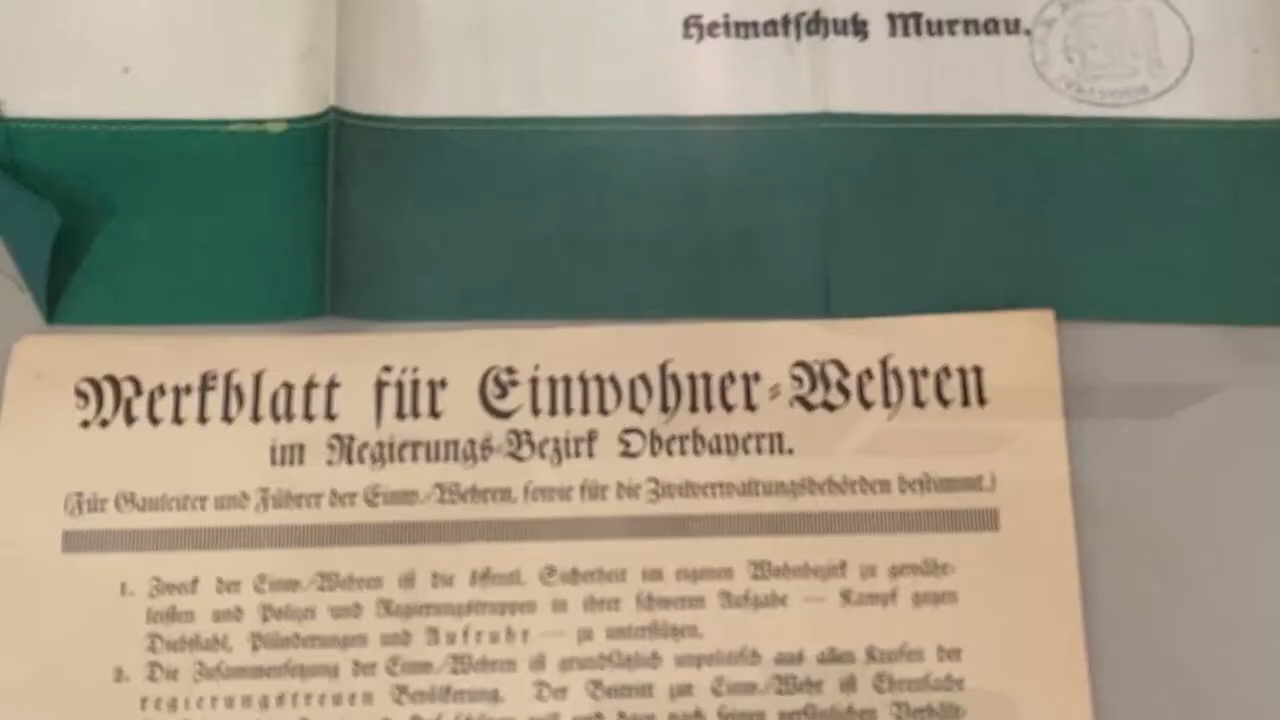 Heimatschutz Murnau.
Merkblatt für Einwohner-Wehren
im Regierungs-Bezirk Oberbayern.
(Für Gauleiter und Führer der Einw.-Wehren, sowie für die Zivilverwaltungsbehörden bestimmt.)
1. Zweck der Einw.-Wehren ist die öffentl. Sicherheit im eigenen Wohnbezirk zu gewähr-
leisten und Polizei und Regierungstruppen in ihrer schweren Aufgabe — Kampf gegen
Diebstahl, Plünderungen und Aufruhr — zu unterstützen.
2. Die Zusammensetzung der Einw.-Wehren ist grundsätzlich unpolitisch aus allen Kreisen der
regierungstreuen Bevölkerung. Der Beitritt zur Einw.-Wehr ist Ehrensache